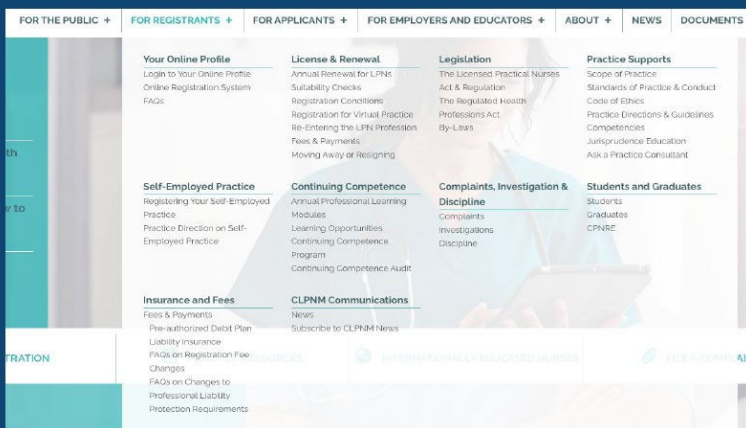 FOR THE PUBLIC + FOR REGISTRANTS + FOR APPLICANTS + FOR EMPLOYERS AND EDUCATORS + ABOUT + NEWS DOCUMENTS
Your Online Profile
Login to Your Online Profile
Online Registration System
FAQs
License & Renewal
Annual Renewal for LPNs
Suitability Checks
Registration Conditions
Registration for Virtual Practice
Re-Entering the LPN Profession
Fees & Payments
Moving Away or Resigning
Legislation
The Licensed Practical Nurses
Act & Regulation
The Regulated Health
Professions Act
By-Laws
Practice Supports
Scope of Practice
Standards of Practice & Conduct
Code of Ethics
Practice Directions & Guidelines
Competencies
Jurisprudence Education
Ask a Practice Consultant
th
w to
Self-Employed Practice
Registering Your Self-Employed
Practice
Practice Direction on Self-
Employed Practice
Continuing Competence
Annual Professional Learning
Modules
Learning Opportunities
Continuing Competence
Program
Continuing Competence Audit
Complaints, Investigation &
Discipline
Complaints
Investigations
Discipline
Students and Graduates
Students
Graduates
CPNRE
Insurance and Fees
Fees & Payments
Pre-authorized Debit Plan
Liability Insurance
FAQs on Registration Fee
Changes
FAQs on Changes to
Professional Liability
Protection Requirements
CLPNM Communications
News
Subscribe to CLPNM News
TRATION
INTERNATIONALLY EDUCATED NURSES
FILE A COMPLAI